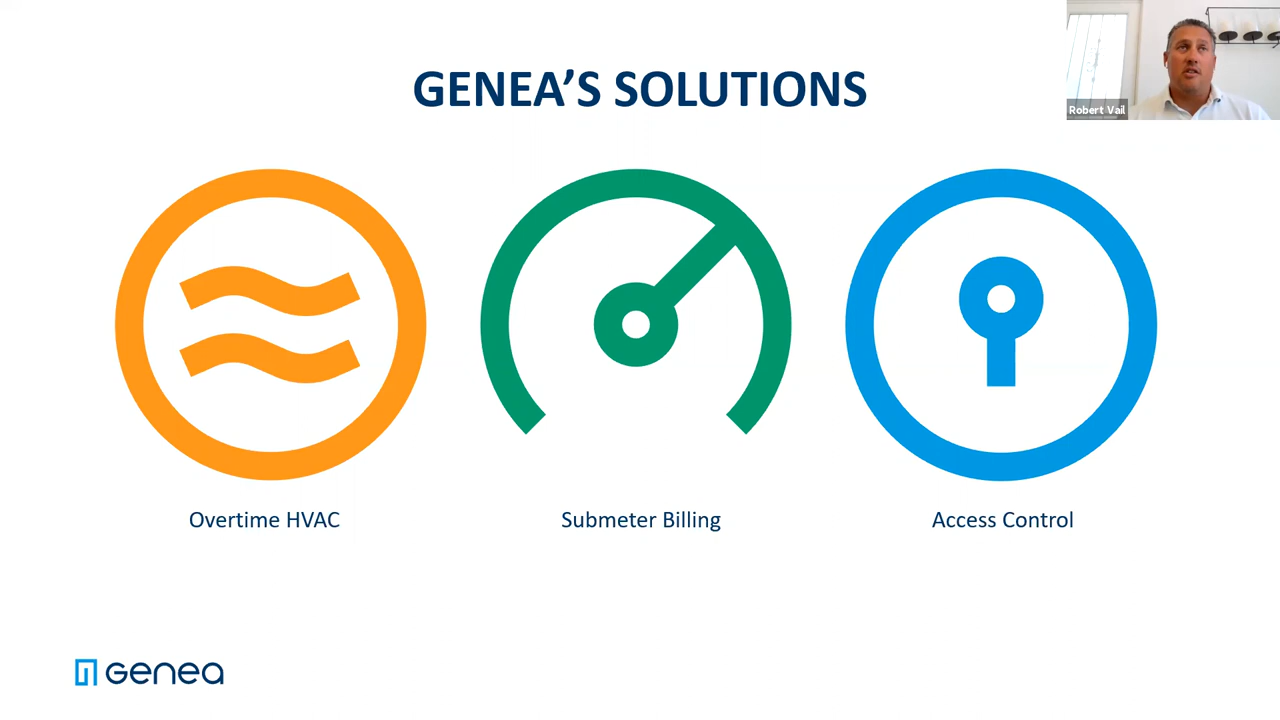 GENEA'S SOLUTIONS
Robert Vail
Overtime HVAC
Submeter Billing
Access Control
Genea